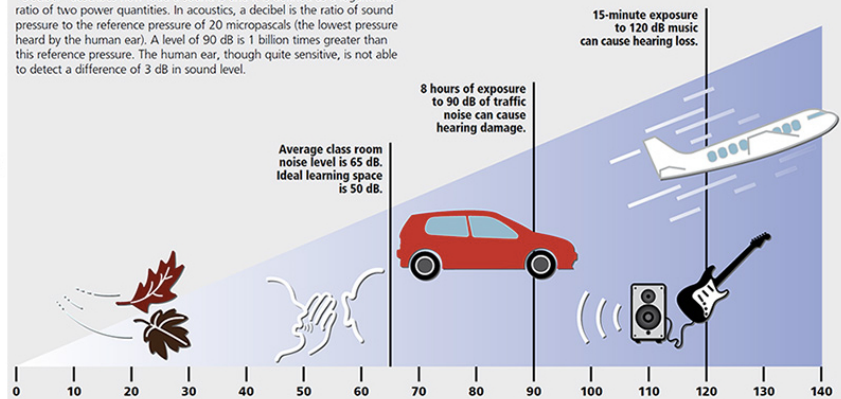 ratio of two power quantities. In acoustics, a decibel is the ratio of sound
pressure to the reference pressure of 20 micropascals (the lowest pressure
heard by the human ear). A level of 90 dB is 1 billion times greater than
this reference pressure. The human ear, though quite sensitive, is not able
to detect a difference of 3 dB in sound level.
15-minute exposure
to 120 dB music
can cause hearing loss.
8 hours of exposure
to 90 dB of traffic
noise can cause
hearing damage.
Average class room
noise level is 65 dB.
Ideal learning space
is 50 dB.
0 10 20 30 40 50 60 70 80 90 100 110 120 130 140